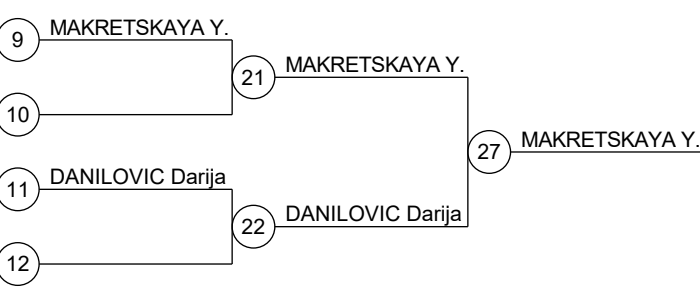 9 MAKRETSKAYA Y.
21 MAKRETSKAYA Y.
10
27 MAKRETSKAYA Y.
11 DANILOVIC Darija
22 DANILOVIC Darija
12